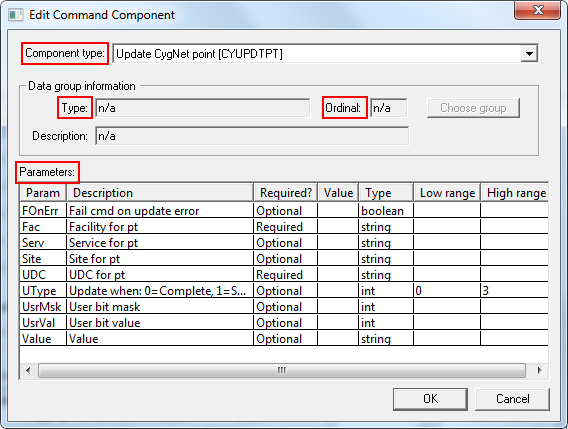 Edit Command Component
Component type: Update CygNet point [CYUPDTPT]
Data group information
Type: n/a Ordinal: n/a Choose group
Description: n/a
Parameters:
Param Description Required? Value Type Low range High range
FOnErr Fail cmd on update error Optional boolean
Fac Facility for pt Required string
Serv Service for pt Optional string
Site Site for pt Optional string
UDC UDC for pt Required string
UType Update when: 0=Complete, 1=S... Optional int 0 3
UsrMsk User bit mask Optional int
UsrVal User bit value Optional int
Value Value Optional string
OK Cancel